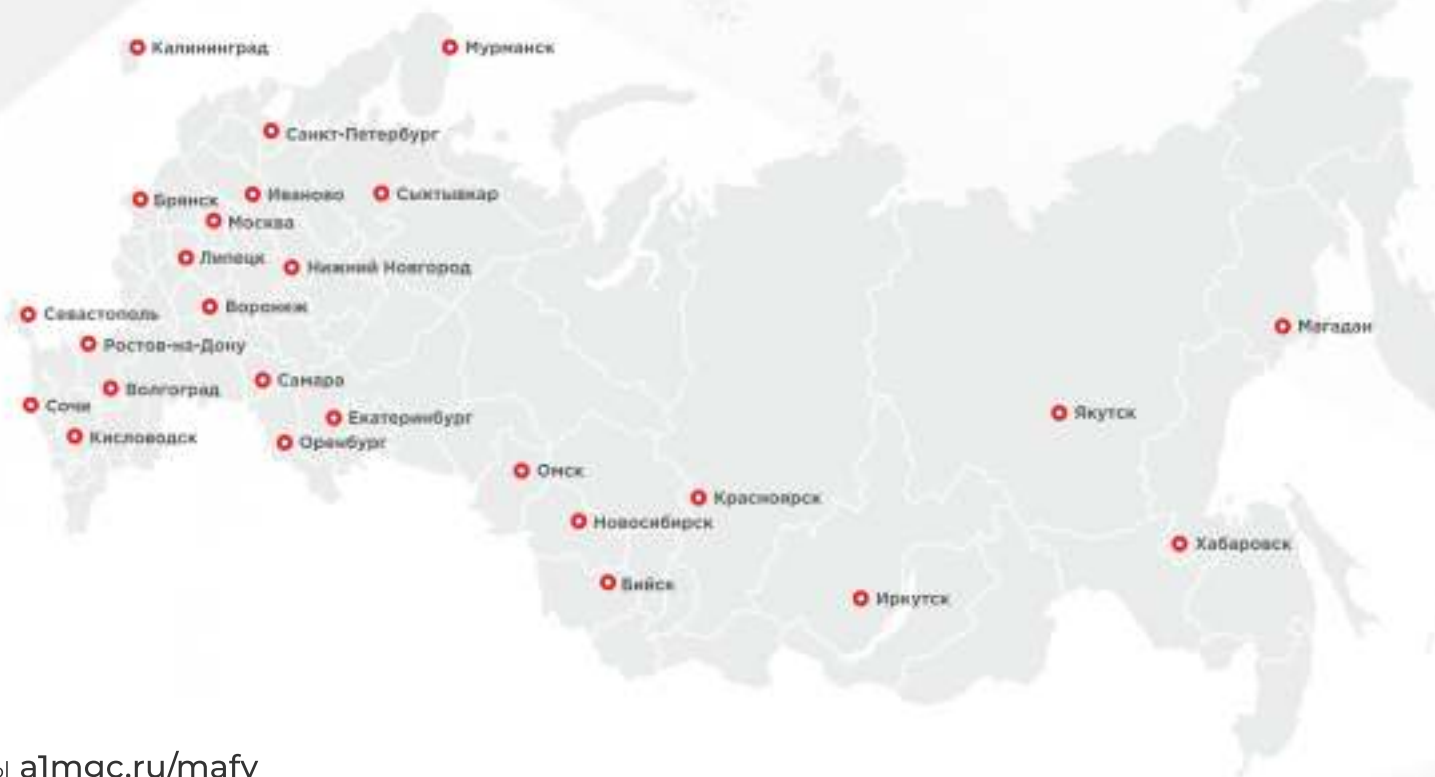 Калининград
Мурманск
Санкт-Петербург
Брянск
Иваново
Сыктывкар
Москва
Липецк
Нижний Новгород
Севастополь
Воронеж
Ростов-на-Дону
Магадан
Самара
Волгоград
Сочи
Екатеринбург
Якутск
Кисловодск
Оренбург
Омск
Красноярск
Новосибирск
Хабаровск
Бийск
Иркутск
ы a1mgc.ru/mafy